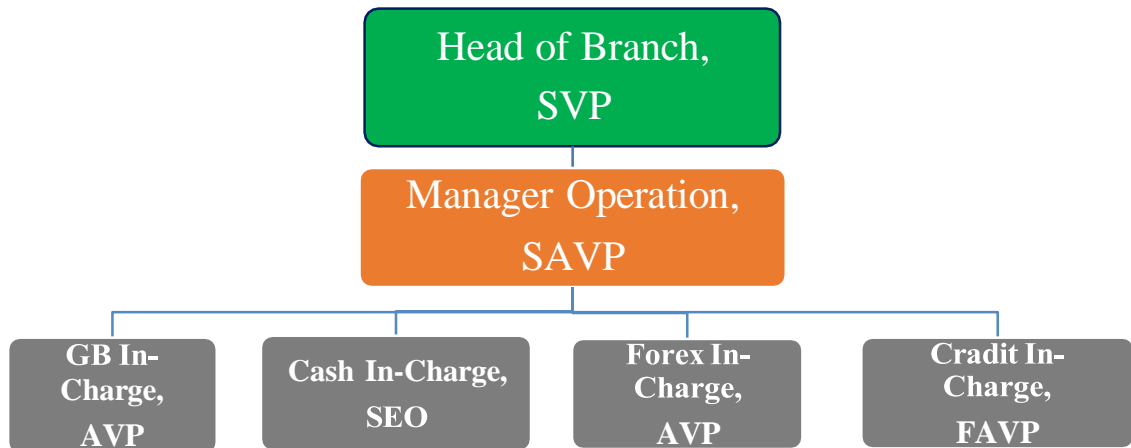 Head of Branch,
SVP
Manager Operation,
SAVP
GB In-
Charge,
AVP
Cash In-Charge,
SEO
Forex In-
Charge,
AVP
Cradit In-
Charge,
FAVP